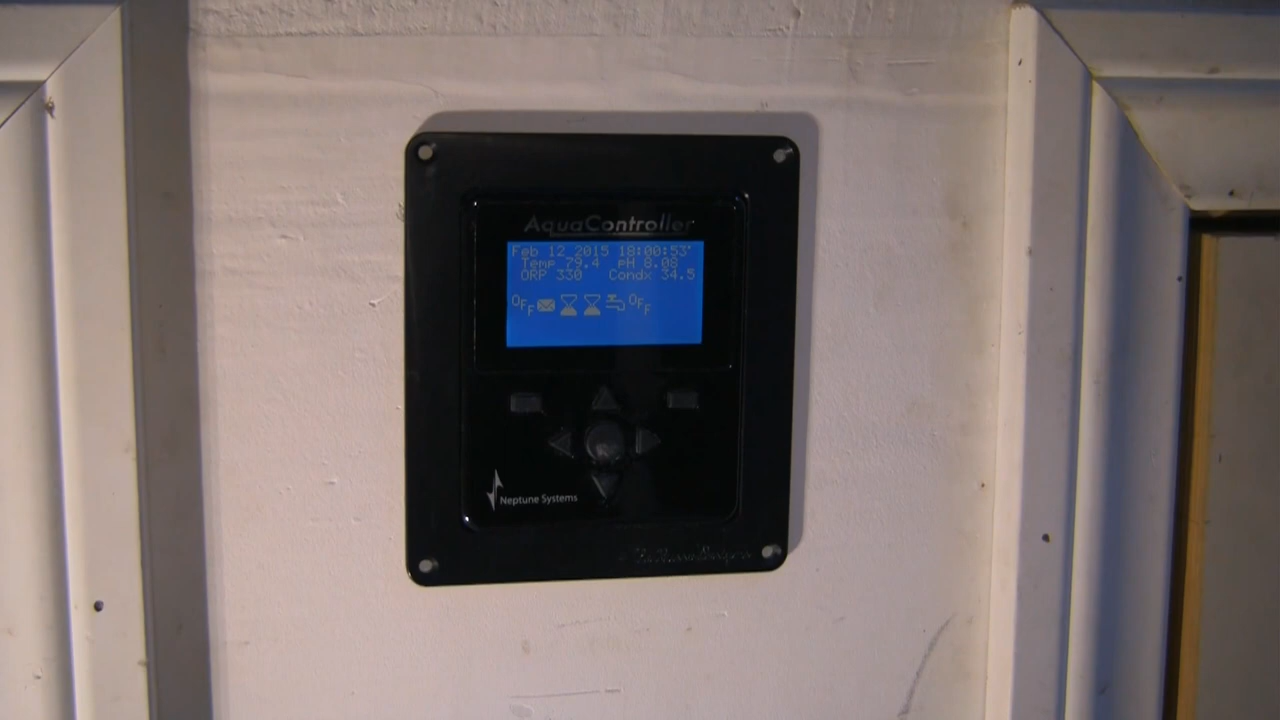 AquaController
Feb 12 2015 18:00:53
Temp 79.4 pH 8.08
ORP 330 Condx 34.5
OFF OFF
Neptune Systems